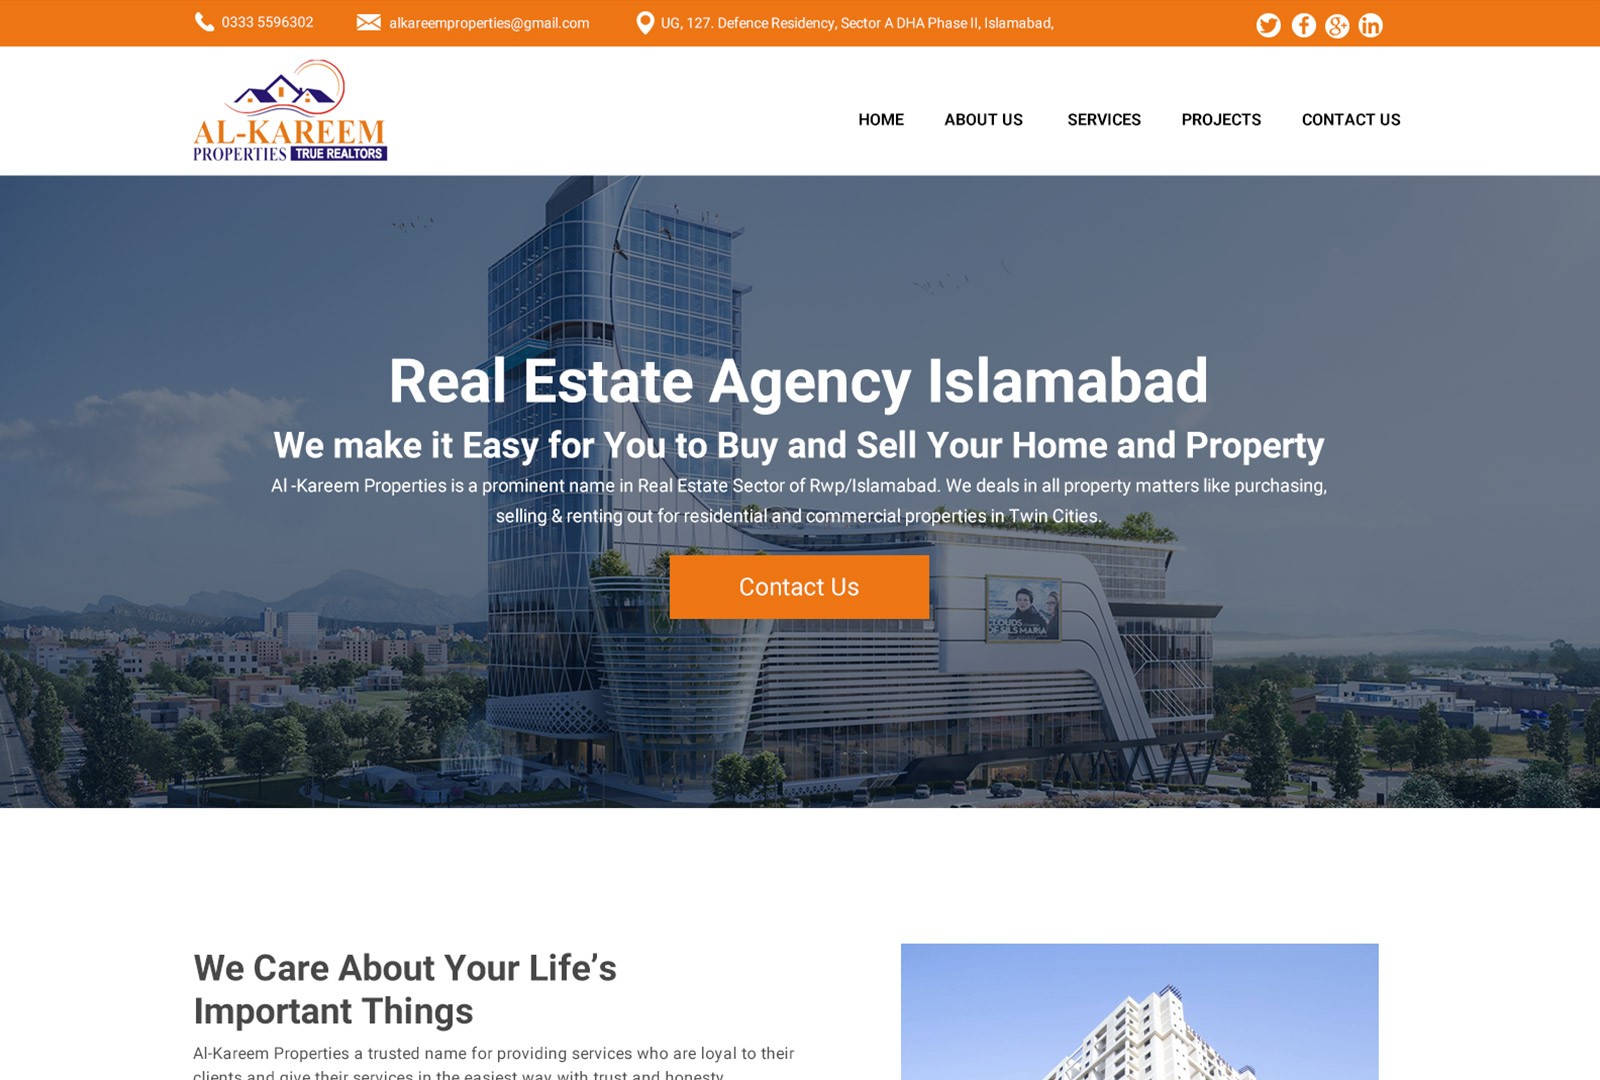 0333 5596302
alkareemproperties@gmail.com
UG, 127. Defence Residency, Sector A DHA Phase II, Islamabad,
AL-KAREEM
PROPERTIES TRUE REALTORS
HOME ABOUT US SERVICES PROJECTS CONTACT US
Real Estate Agency Islamabad
We make it Easy for You to Buy and Sell Your Home and Property
Al -Kareem Properties is a prominent name in Real Estate Sector of Rwp/Islamabad. We deals in all property matters like purchasing,
selling & renting out for residential and commercial properties in Twin Cities.
Contact Us
CLOUDS
OF SILS MARIA
We Care About Your Life’s
Important Things
Al-Kareem Properties a trusted name for providing services who are loyal to their
clients and give their services in the easiest way with trust and honesty